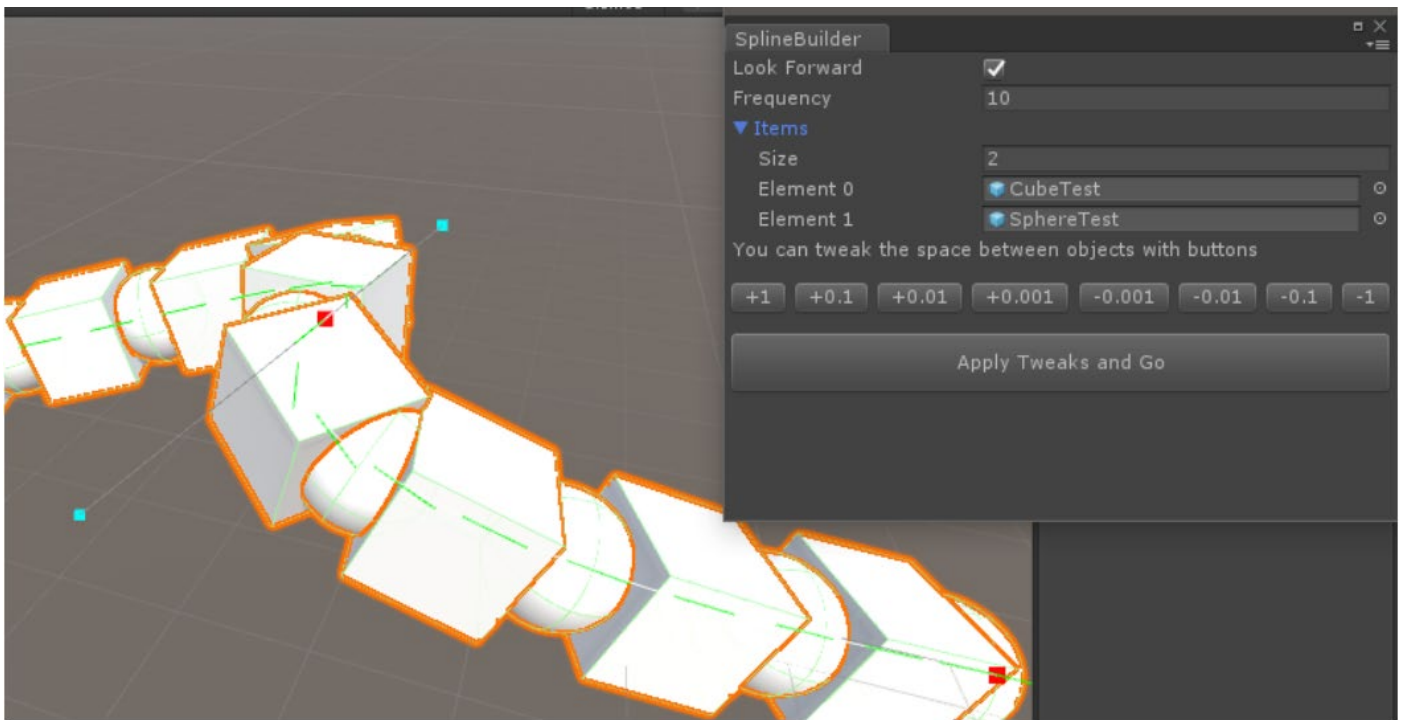 SplineBuilder
Look Forward
Frequency 10
Items
Size 2
Element 0 CubeTest
Element 1 SphereTest
You can tweak the space between objects with buttons
+1 +0.1 +0.01 +0.001 -0.001 -0.01 -0.1 -1
Apply Tweaks and Go